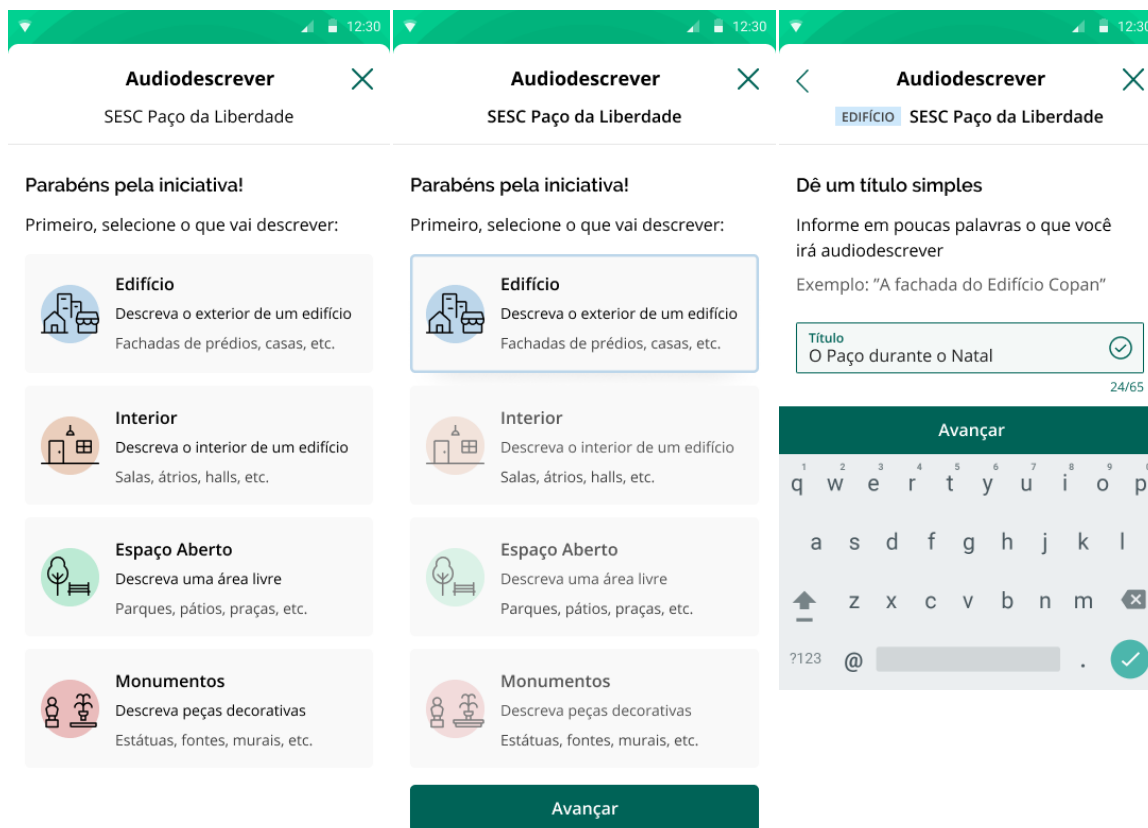 12:30
Audiodescrever
SESC Paço da Liberdade
Parabéns pela iniciativa!
Primeiro, selecione o que vai descrever:
Edifício
Descreva o exterior de um edifício
Fachadas de prédios, casas, etc.
Interior
Descreva o interior de um edifício
Salas, átrios, halls, etc.
Espaço Aberto
Descreva uma área livre
Parques, pátios, praças, etc.
Monumentos
Descreva peças decorativas
Estátuas, fontes, murais, etc.
12:30
Audiodescrever
SESC Paço da Liberdade
Parabéns pela iniciativa!
Primeiro, selecione o que vai descrever:
Edifício
Descreva o exterior de um edifício
Fachadas de prédios, casas, etc.
Interior
Descreva o interior de um edifício
Salas, átrios, halls, etc.
Espaço Aberto
Descreva uma área livre
Parques, pátios, praças, etc.
Monumentos
Descreva peças decorativas
Estátuas, fontes, murais, etc.
Avançar
12:30
Audiodescrever
EDIFÍCIO SESC Paço da Liberdade
Dê um título simples
Informe em poucas palavras o que você
irá audiodescrever
Exemplo: ”A fachada do Edifício Copan”
Título
O Paço durante o Natal
24/65
Avançar
1 2 3 4 5 6 7 8 9 0
q w e r t y u i o p
a s d f g h j k l
z x c v b n m
?123 @ .